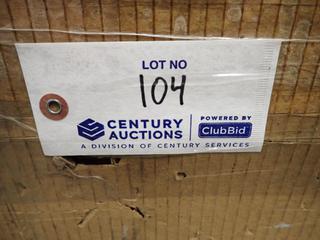 LOT NO
104
CENTURY AUCTIONS
POWERED BY
ClubBid
A DIVISION OF CENTURY SERVICES